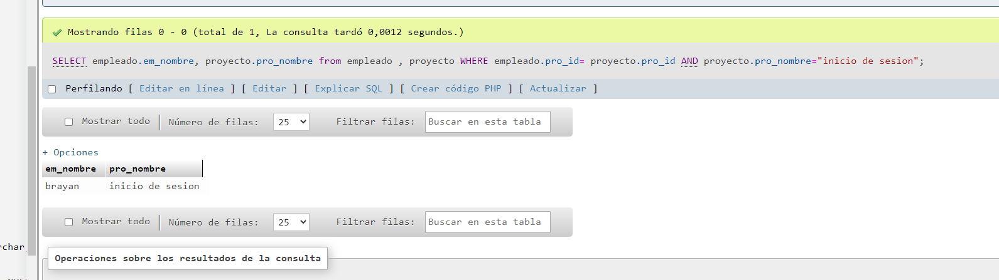 Mostrando filas 0 - 0 (total de 1, La consulta tardó 0,0012 segundos.)
SELECT empleado.em_nombre, proyecto.pro_nombre from empleado , proyecto WHERE empleado.pro_id= proyecto.pro_id AND proyecto.pro_nombre="inicio de sesion";
Perfilando [ Editar en línea ] [ Editar ] [ Explicar SQL ] [ Crear código PHP ] [ Actualizar ]
Mostrar todo Número de filas: 25 Filtrar filas: Buscar en esta tabla
+ Opciones
em_nombre pro_nombre
brayan inicio de sesion
Mostrar todo Número de filas: 25 Filtrar filas: Buscar en esta tabla
rchar,
Operaciones sobre los resultados de la consulta